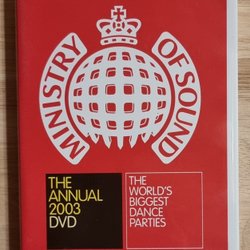 MINISTRY OF SOUND
THE
ANNUAL
2003
DVD
THE
WORLD'S
BIGGEST
DANCE
PARTIES